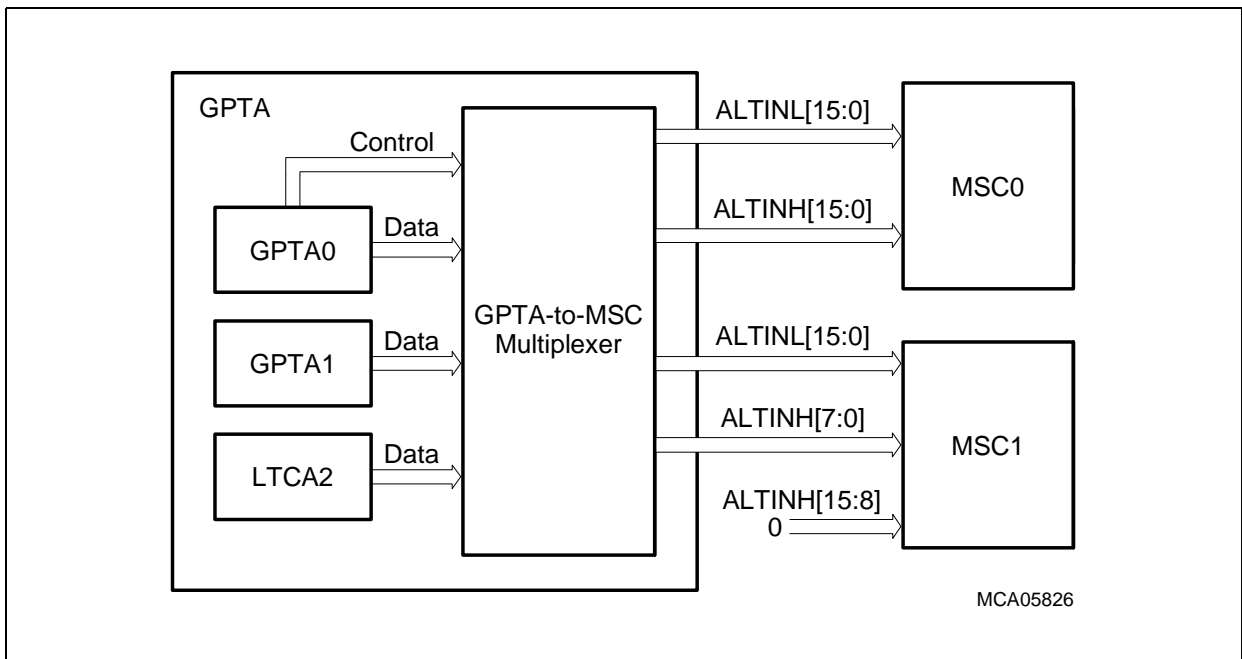 GPTA
Control
GPTA0
Data
GPTA1
Data
LTCA2
Data
GPTA-to-MSC
Multiplexer
ALTINL[15:0]
ALTINH[15:0]
MSC0
ALTINL[15:0]
ALTINH[7:0]
ALTINH[15:8]
0
MSC1
MCA05826